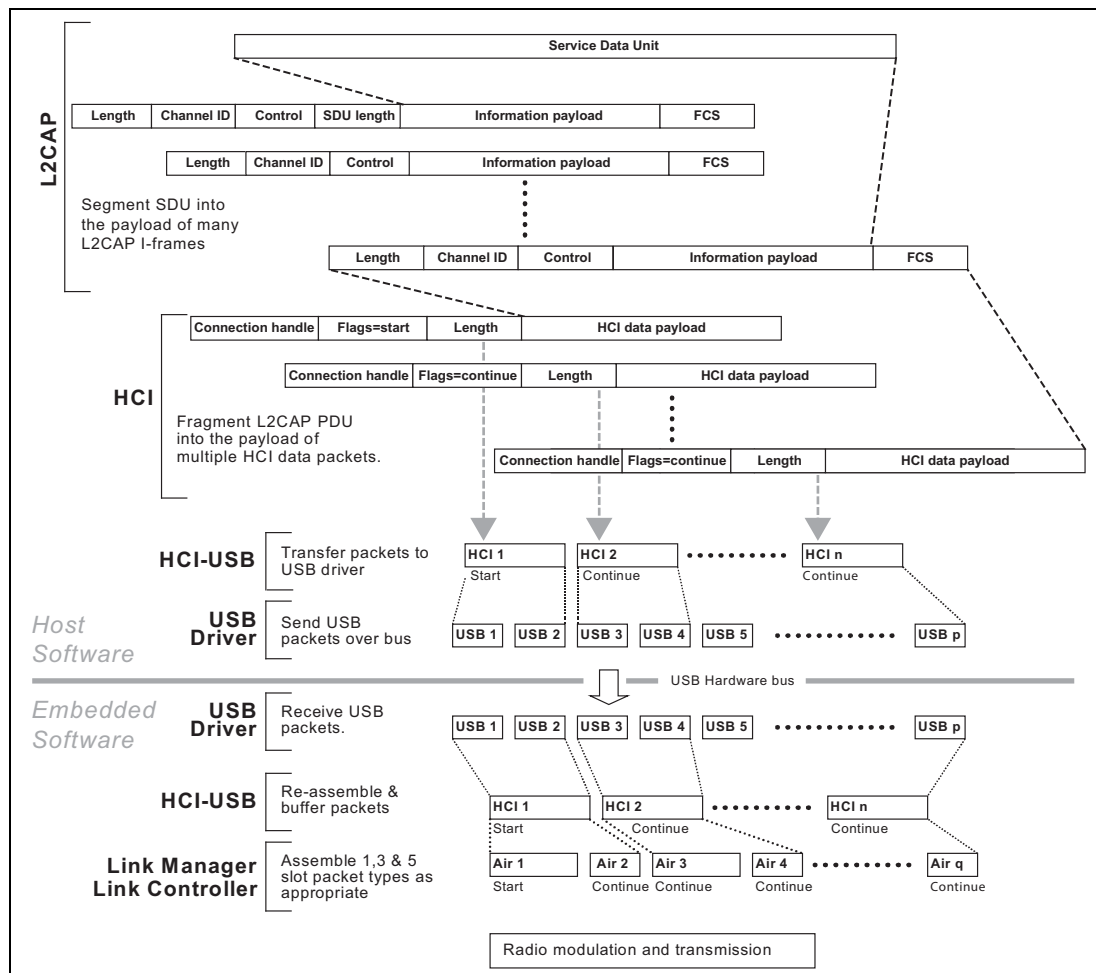 Service Data Unit
Length Channel ID Control SDU length Information payload FCS
Length Channel ID Control Information payload FCS
L2CAP
Segment SDU into
the payload of many
L2CAP I-frames
Length Channel ID Control Information payload FCS
Connection handle Flags=start Length HCI data payload
Connection handle Flags=continue Length HCI data payload
HCI
Fragment L2CAP PDU
into the payload of
multiple HCI data packets.
Connection handle Flags=continue Length HCI data payload
HCI-USB
Transfer packets to
USB driver
HCI 1 HCI 2 HCI n
Start Continue Continue
Host
Software
USB
Driver
Send USB
packets over bus
USB 1 USB 2 USB 3 USB 4 USB 5 USB p
USB Hardware bus
Embedded
Software
USB
Driver
Receive USB
packets.
USB 1 USB 2 USB 3 USB 4 USB 5 USB p
HCI-USB
Re-assemble &
buffer packets
HCI 1 HCI 2 HCI n
Start Continue Continue
Link Manager
Link Controller
Assemble 1,3 & 5
slot packet types as
appropriate
Air 1 Air 2 Air 3 Air 4 Air q
Start Continue Continue Continue Continue
Radio modulation and transmission